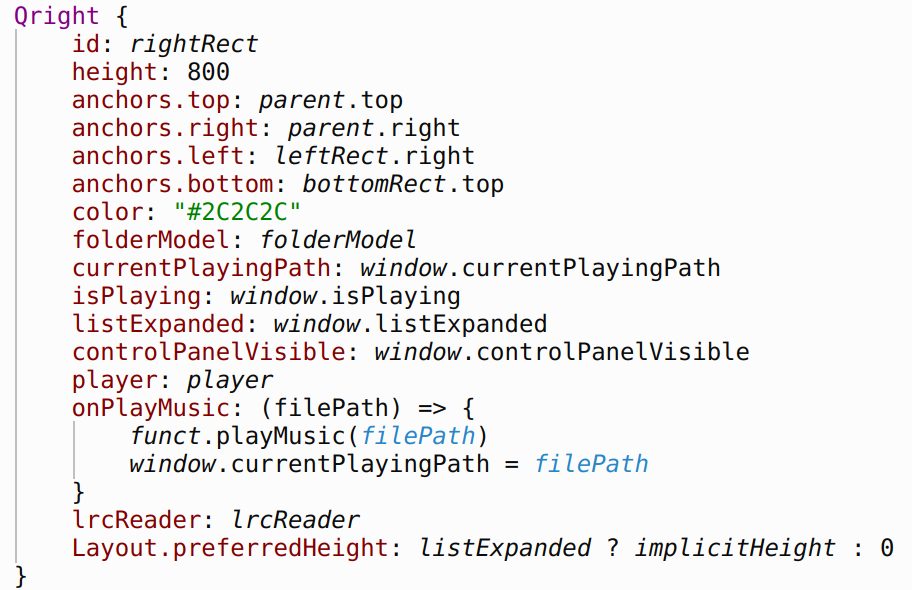 Qright {
    id: rightRect
    height: 800
    anchors.top: parent.top
    anchors.right: parent.right
    anchors.left: leftRect.right
    anchors.bottom: bottomRect.top
    color: "#2C2C2C"
    folderModel: folderModel
    currentPlayingPath: window.currentPlayingPath
    isPlaying: window.isPlaying
    listExpanded: window.listExpanded
    controlPanelVisible: window.controlPanelVisible
    player: player
    onPlayMusic: (filePath) => {
        funct.playMusic(filePath)
        window.currentPlayingPath = filePath
    }
    lrcReader: lrcReader
    Layout.preferredHeight: listExpanded ? implicitHeight : 0
}